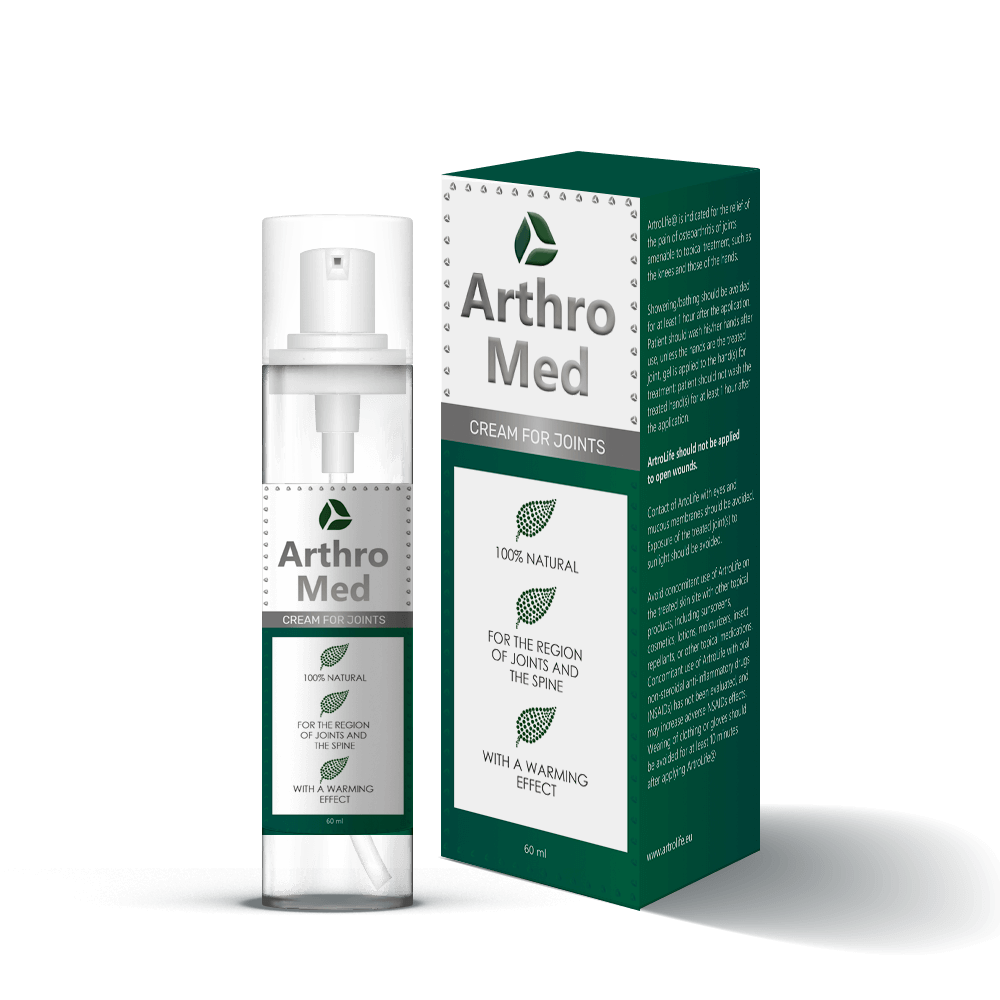 Arthro
Med
CREAM FOR JOINTS
100% NATURAL
FOR THE REGION
OF JOINTS AND
THE SPINE
WITH A WARMING
EFFECT
60 ml
Arthro
Med
CREAM FOR JOINTS
100% NATURAL
FOR THE REGION
OF JOINTS AND
THE SPINE
WITH A WARMING
EFFECT
60 ml
ArtroLife@ is indicated for the relief of
the pain of osteoarthritis of joints
amenable to topical treatment, such as
the knees and those of the hands.
Showering/bathing should be avoided
for at least 1 hour after the application.
Patient should wash his/her hands after
use, unless the hands are the treated
joint, gel is applied to the hand(s) for
treatment; patient should not wash the
treated hand(s) for at least 1 hour after
the application.
ArtroLife should not be applied
to open wounds.
Contact of ArtoLife with eyes and
mucous membranes should be avoided.
Exposure of the treated joint(s) to
sunlight should be avoided.
Avoid concomitant use of ArtroLife on
the treated skin site with other topical
products, including sunscreens,
cosmetics, lotions, moisturizers, insect
repellants, or other topical medications.
Concomitant use of ArtroLife with oral
non-steroidal anti-inflammatory drugs
(NSAIDs) has not been evaluated, and
may increase adverse NSAIDs effects.
Wearing of clothing or gloves should
be avoided for at least 10 minutes
after applying ArtroLife@
www.artrolife.eu